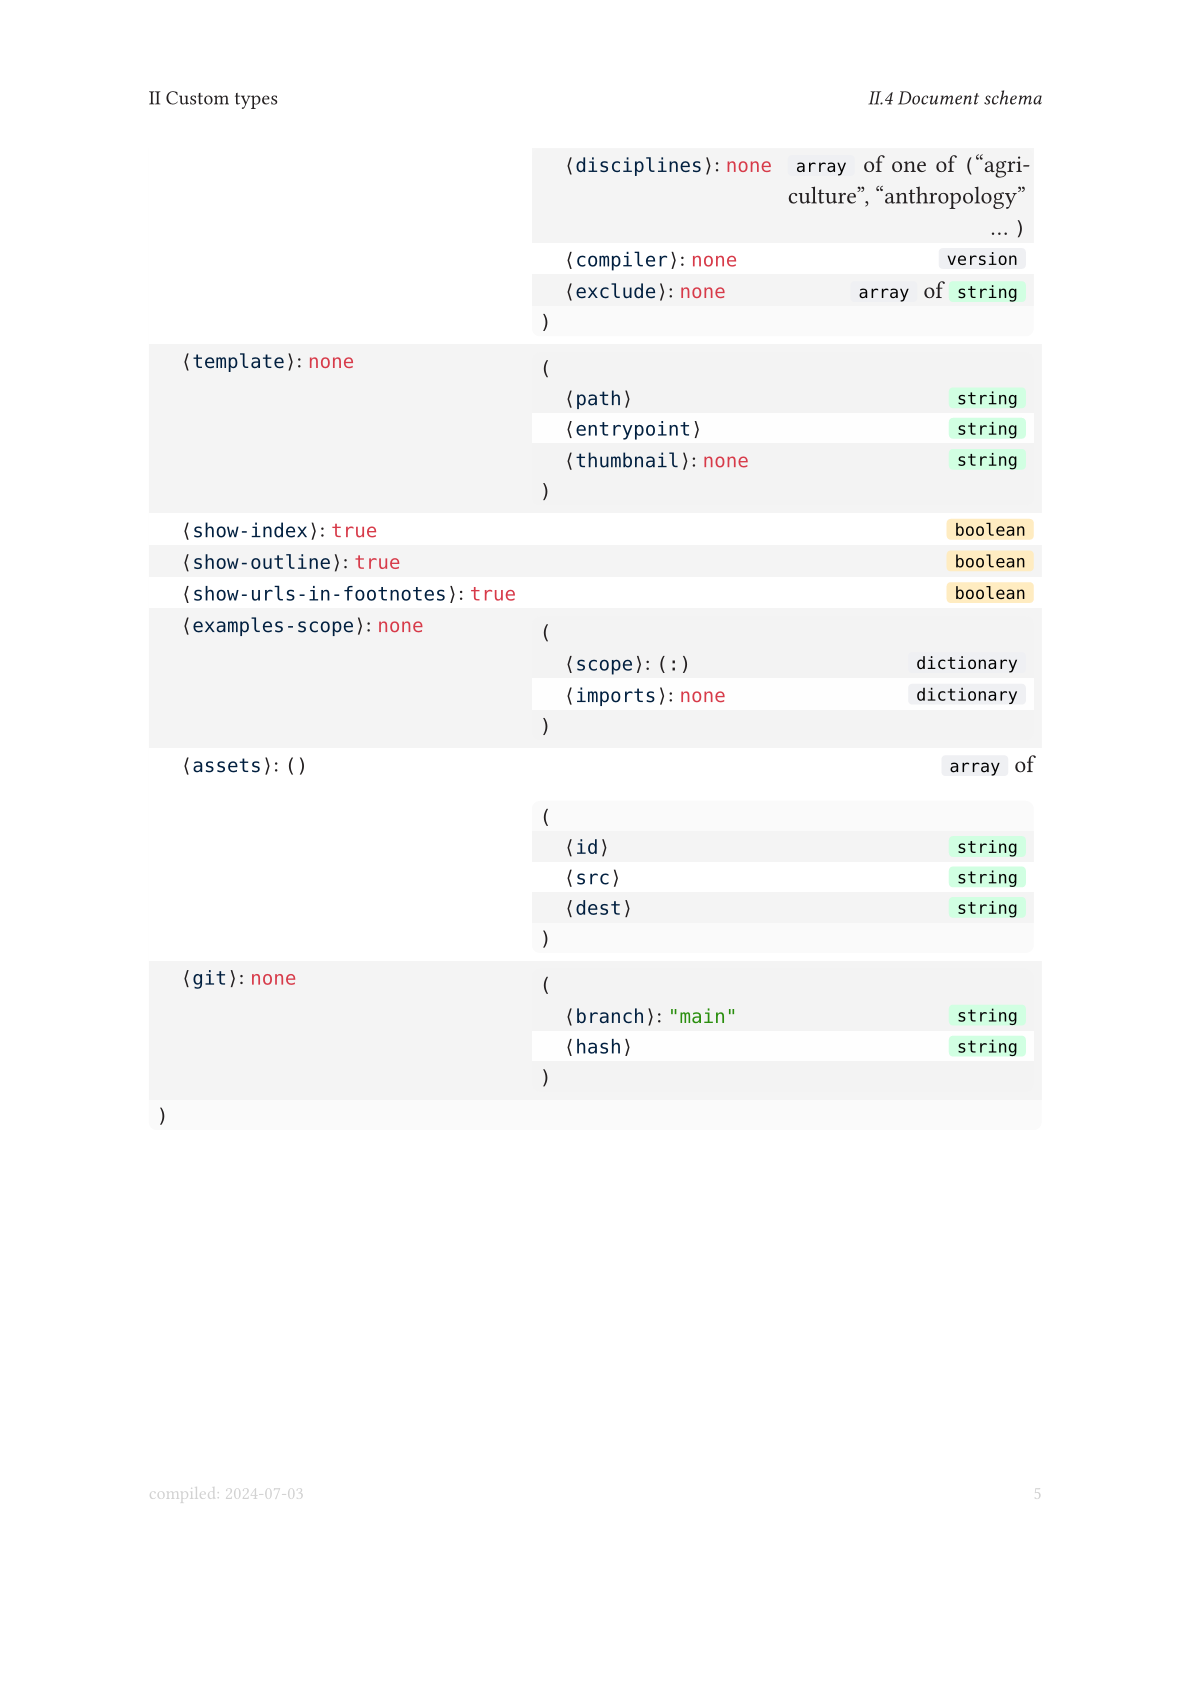 II Custom types II.4 Document schema
⟨disciplines⟩: none array of one of ("agri-
culture", "anthropology"
… )
⟨compiler⟩: none version
⟨exclude⟩: none array of string
)
⟨template⟩: none (
⟨path⟩ string
⟨entrypoint⟩ string
⟨thumbnail⟩: none string
)
⟨show-index⟩: true boolean
⟨show-outline⟩: true boolean
⟨show-urls-in-footnotes⟩: true boolean
⟨examples-scope⟩: none (
⟨scope⟩: (:) dictionary
⟨imports⟩: none dictionary
)
⟨assets⟩: () array of
(
⟨id⟩ string
⟨src⟩ string
⟨dest⟩ string
)
⟨git⟩: none (
⟨branch⟩: "main" string
⟨hash⟩ string
)
)
compiled: 2024-07-03 5